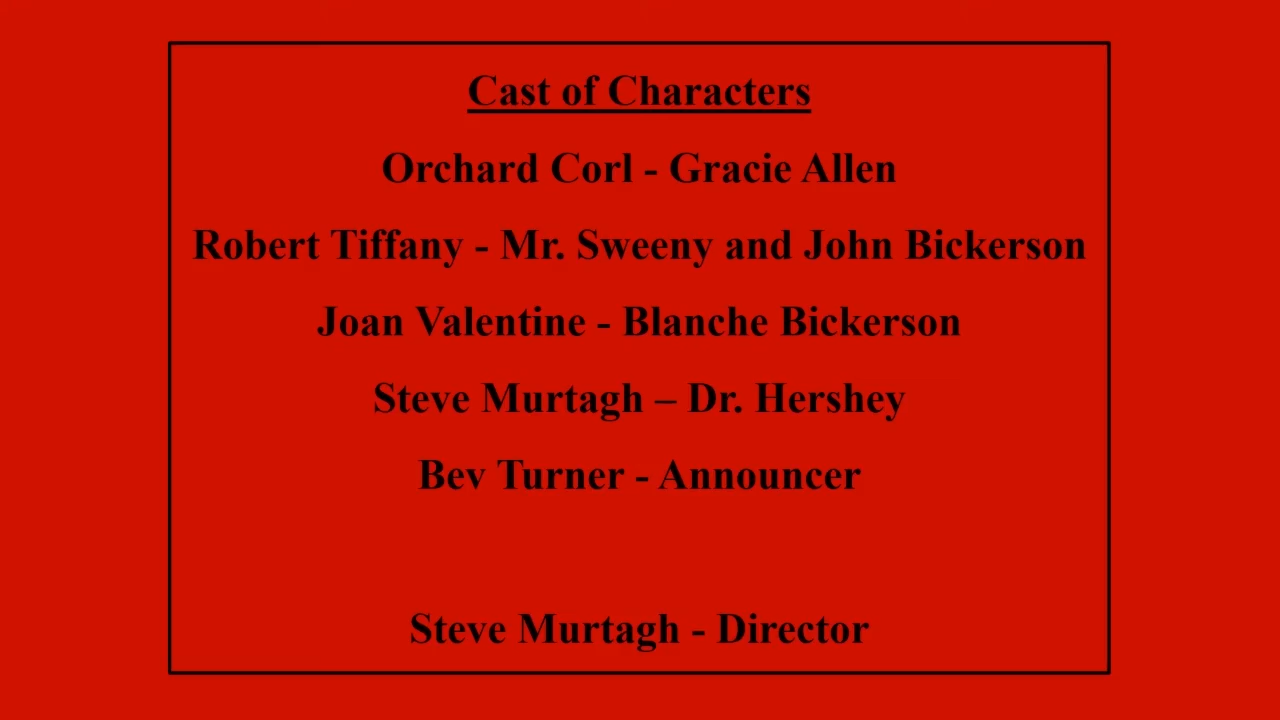 Cast of Characters
Orchard Corl - Gracie Allen
Robert Tiffany - Mr. Sweeny and John Bickerson
Joan Valentine - Blanche Bickerson
Steve Murtagh – Dr. Hershey
Bev Turner - Announcer
Steve Murtagh - Director